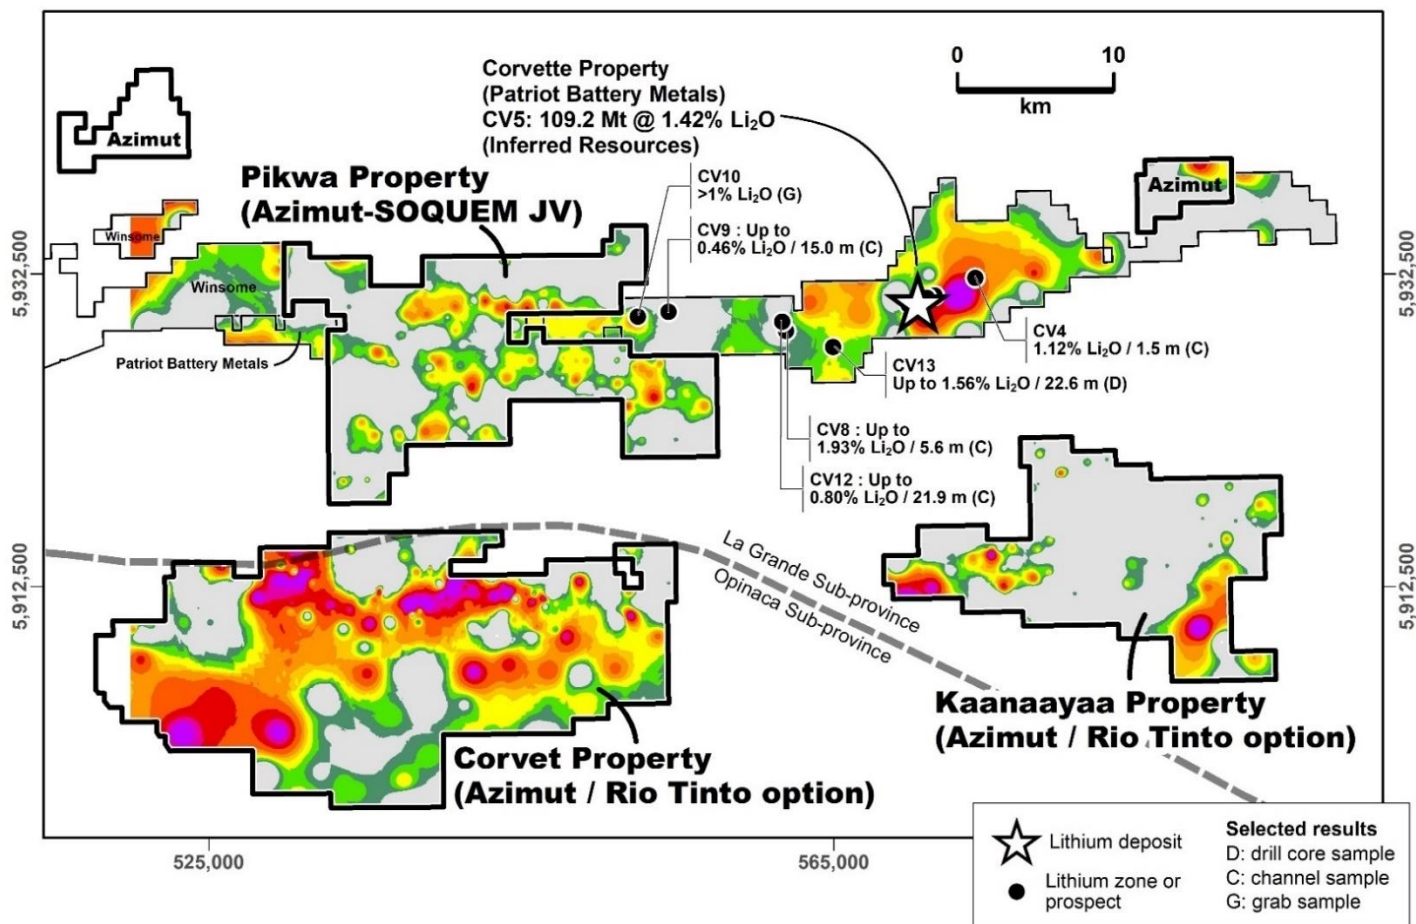 0 10
km
Corvette Property
(Patriot Battery Metals)
CV5: 109.2 Mt @ 1.42% Li₂O
(Inferred Resources)
Azimut
Pikwa Property
(Azimut-SOQUEM JV)
CV10
>1% Li₂O (G)
CV9 : Up to
0.46% Li₂O / 15.0 m (C)
Azimut
Winsome
Winsome
Patriot Battery Metals
5,932,500
5,932,500
CV4
1.12% Li₂O / 1.5 m (C)
CV13
Up to 1.56% Li₂O / 22.6 m (D)
CV8 : Up to
1.93% Li₂O / 5.6 m (C)
CV12 : Up to
0.80% Li₂O / 21.9 m (C)
La Grande Sub-province
Opinaca Sub-province
5,912,500
5,912,500
Kaanaayaa Property
(Azimut / Rio Tinto option)
Corvet Property
(Azimut / Rio Tinto option)
525,000
565,000
Lithium deposit
Lithium zone or
prospect
Selected results
D: drill core sample
C: channel sample
G: grab sample